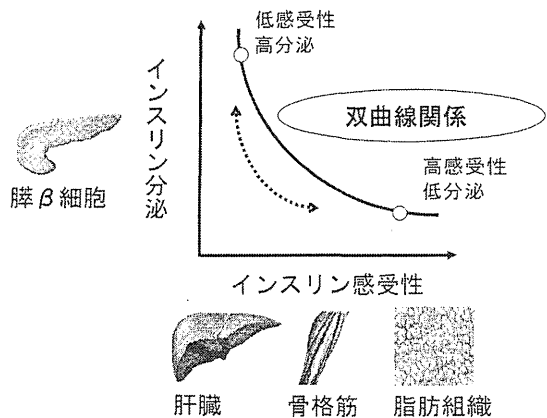 低感受性
高分泌
インスリン分泌
双曲線関係
高感受性
低分泌
膵β細胞
インスリン感受性
肝臓
骨格筋
脂肪組織